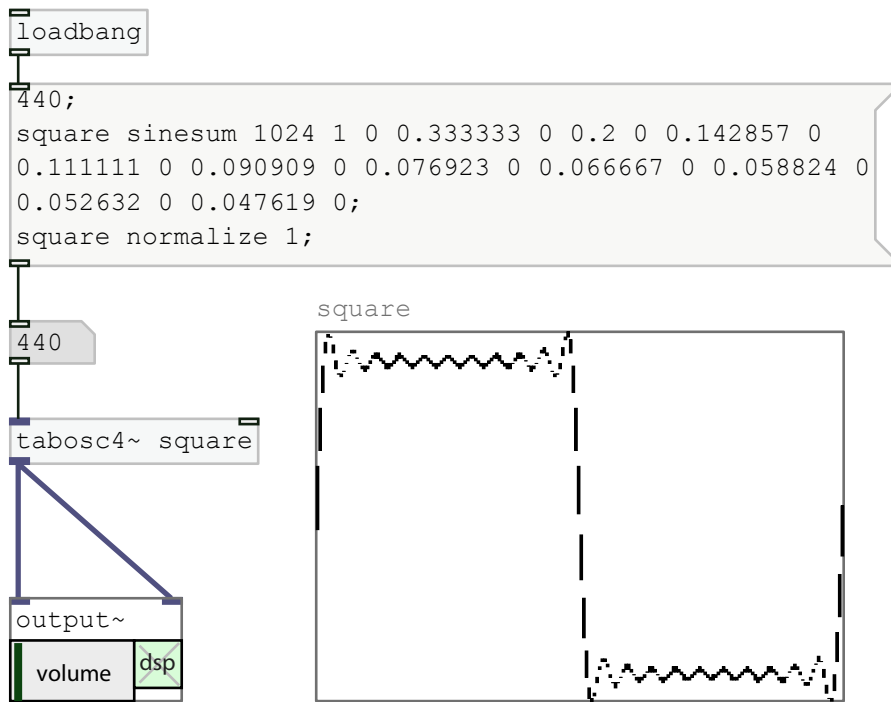 loadbang
440;
square sinesum 1024 1 0 0.333333 0 0.2 0 0.142857 0
0.111111 0 0.090909 0 0.076923 0 0.066667 0 0.058824 0
0.052632 0 0.047619 0;
square normalize 1;
square
440
tabosc4~ square
output~
volume
dsp